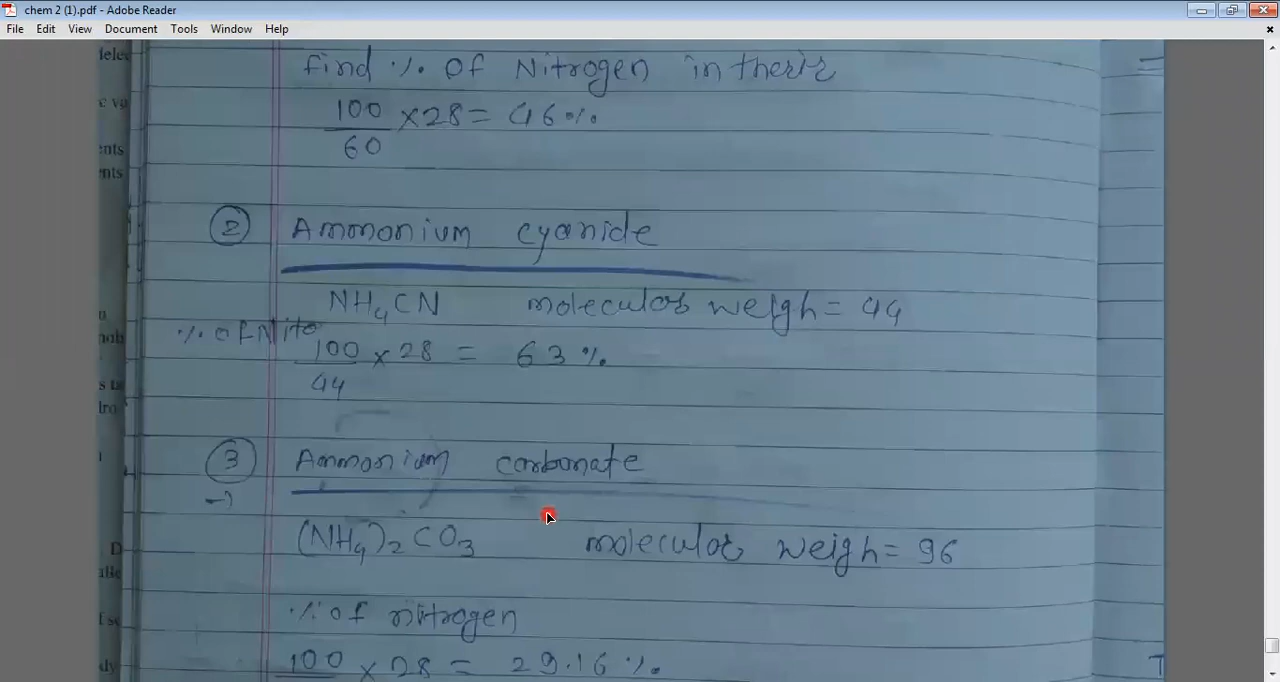 chem 2 (1).pdf - Adobe Reader
File Edit View Document Tools Window Help
find % of Nitrogen in
100 × 28 = 46%
60
② Ammonium cyanide
NH₄CN molecular weigh = 44
% of Nito
100 × 28 = 63 %
44
③ Ammonium carbonate
→
(NH₄)₂CO₃ molecular weigh = 96
% of nitrogen
100 × 28 = 29.16 %